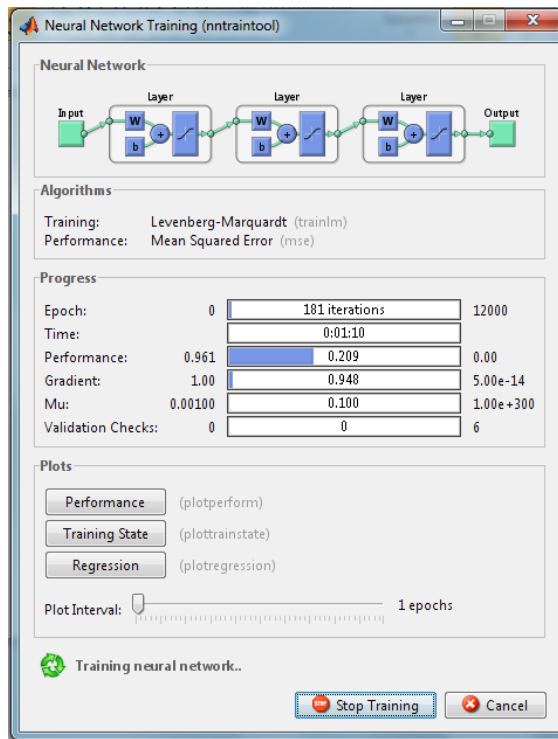 Neural Network Training (nntraintool)
Neural Network
Layer Layer Layer
Input Output
W W W
b b b
Algorithms
Training: Levenberg-Marquardt (trainlm)
Performance: Mean Squared Error (mse)
Progress
Epoch: 0 181 iterations 12000
Time: 0:01:10
Performance: 0.961 0.209 0.00
Gradient: 1.00 0.948 5.00e-14
Mu: 0.00100 0.100 1.00e+300
Validation Checks: 0 0 6
Plots
Performance (plotperform)
Training State (plottrainstate)
Regression (plotregression)
Plot Interval: 1 epochs
Training neural network..
Stop Training Cancel